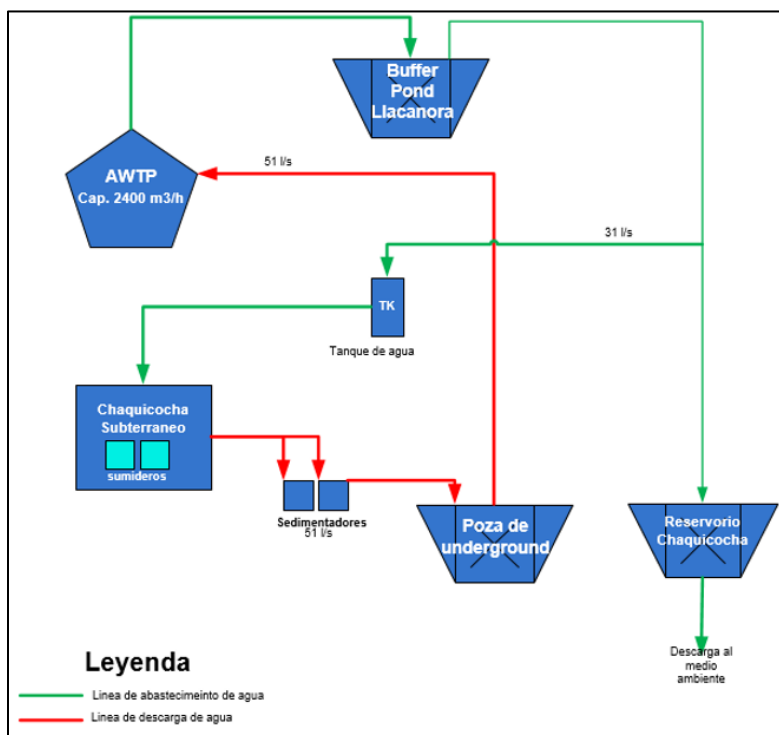 Buffer
Pond
Llacanora
AWTP
Cap. 2400 m3/h
51 l/s
31 l/s
TK
Tanque de agua
Chaquicocha
Subterraneo
sumideros
Sedimentadores
51 l/s
Poza de
underground
Reservorio
Chaquicocha
Descarga al
medio
ambiente
Leyenda
Linea de abastecimeinto de agua
Linea de descarga de agua